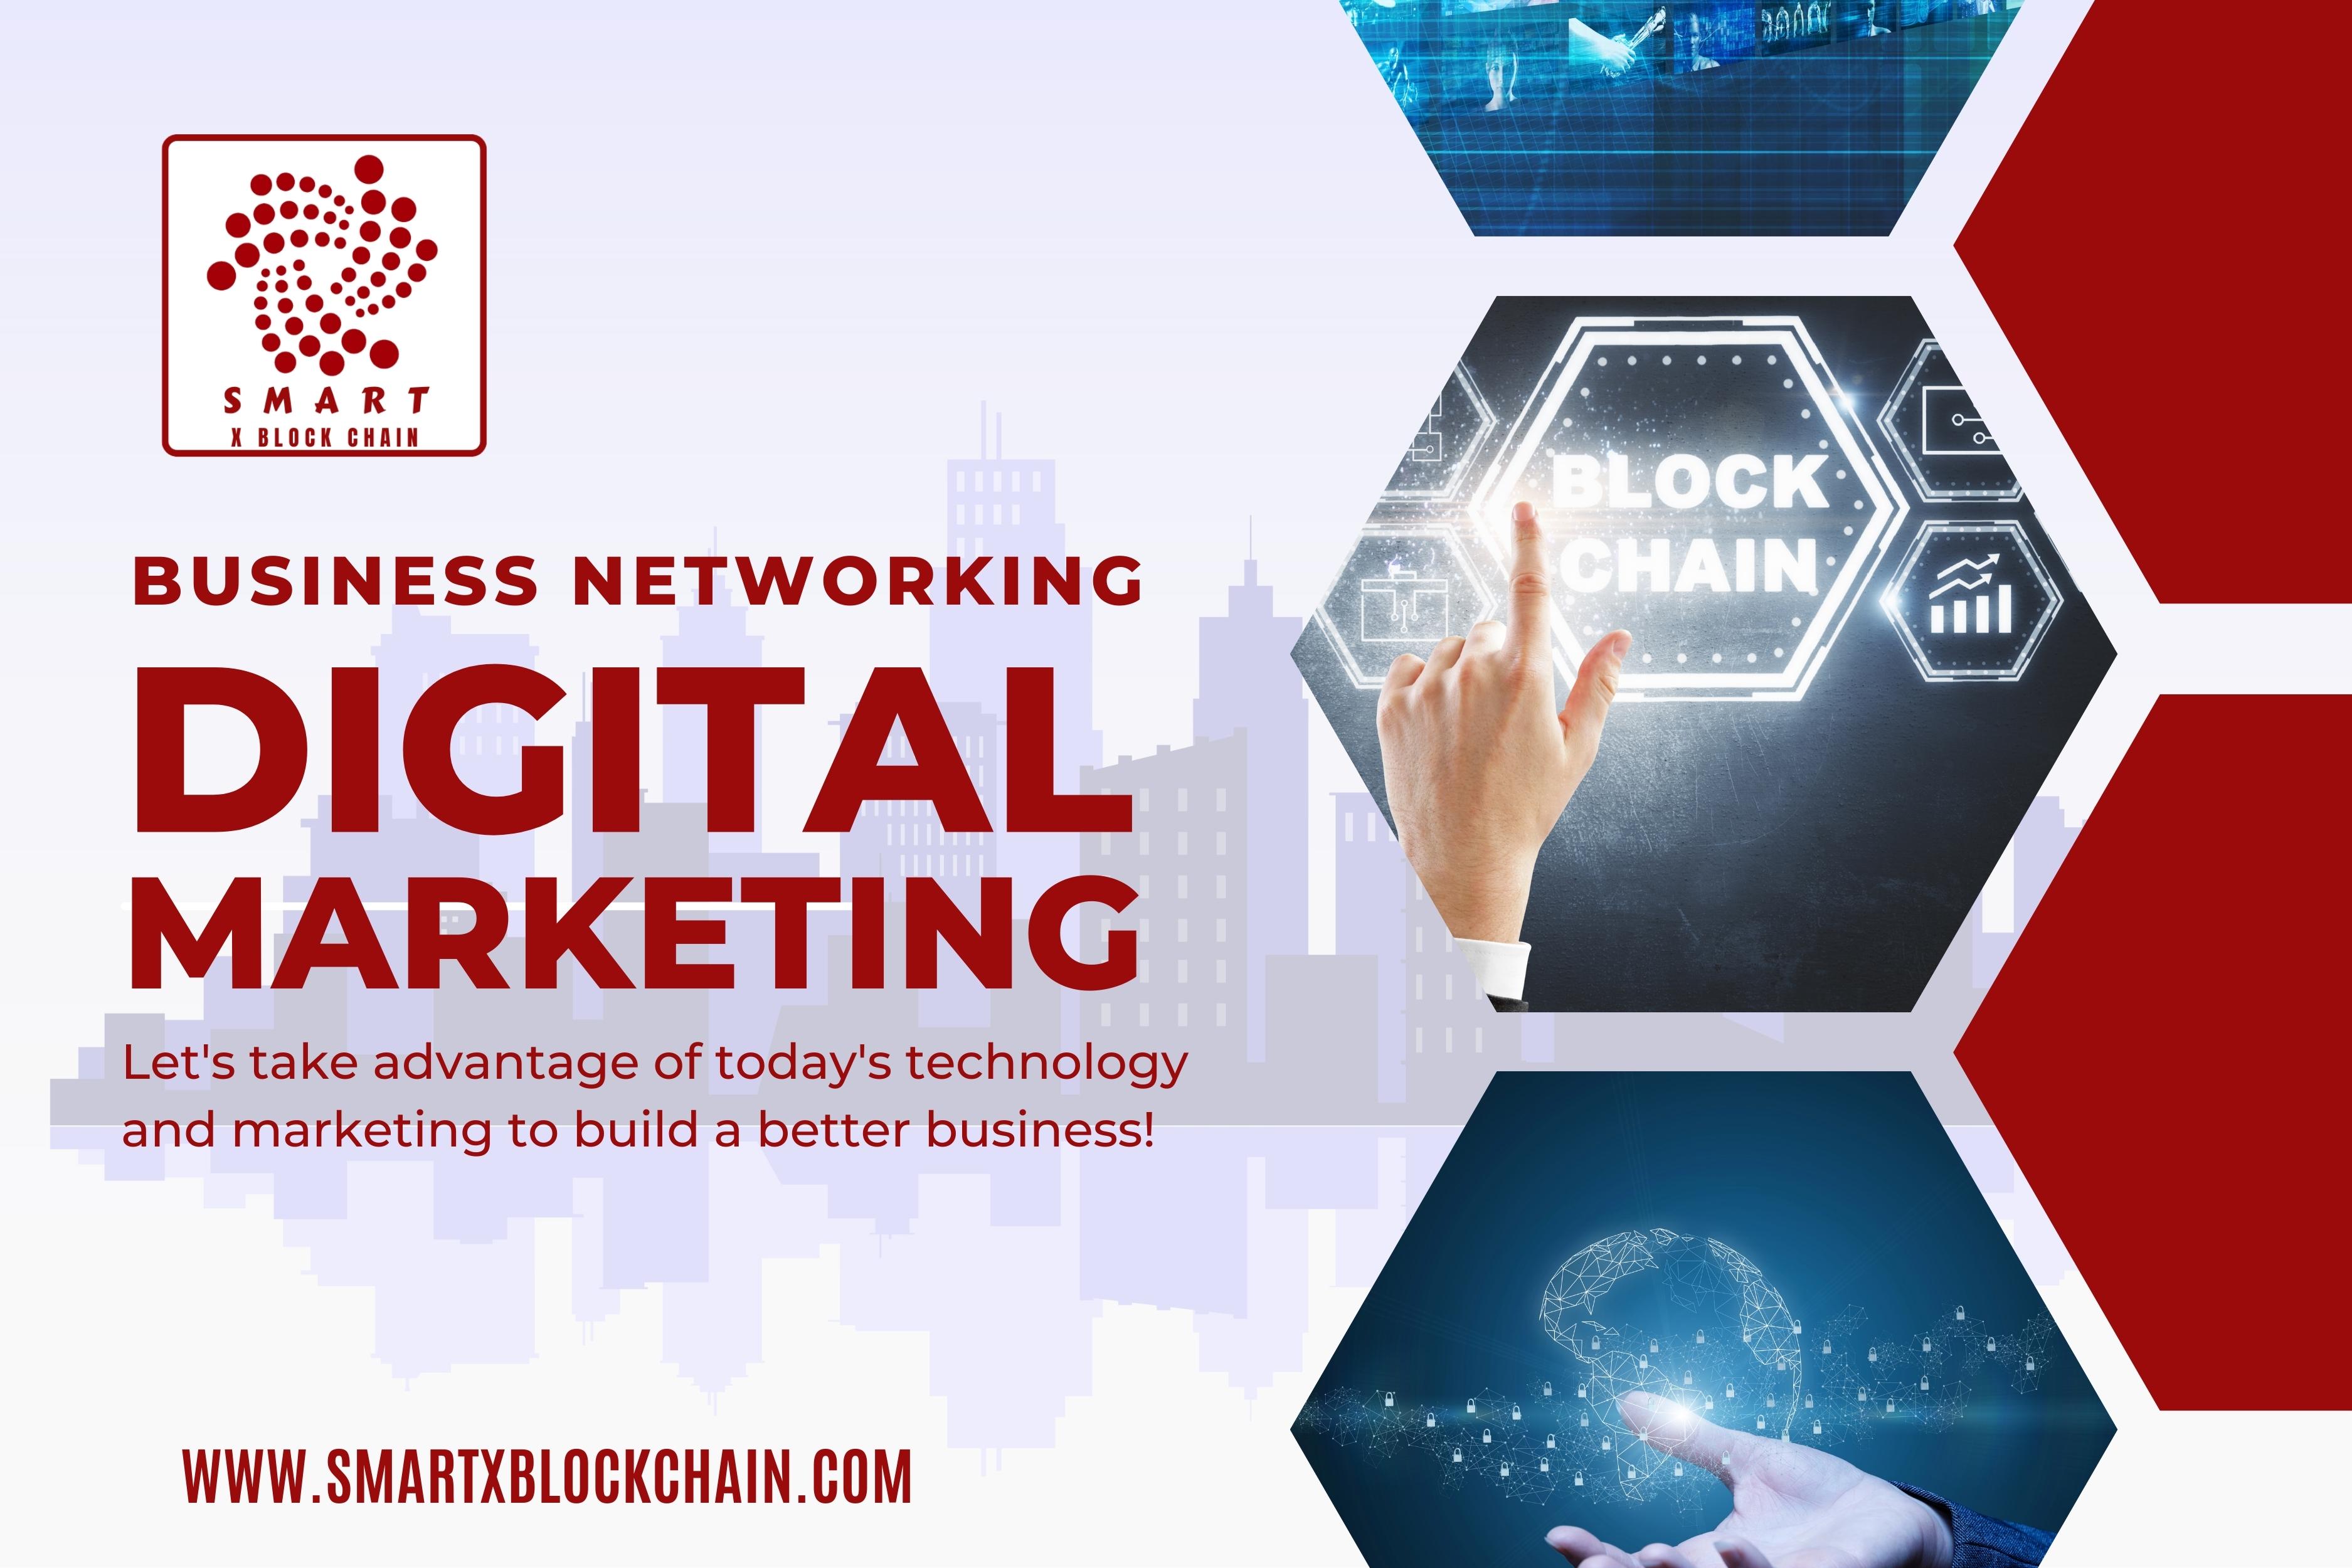 SMART
X BLOCK CHAIN
BUSINESS NETWORKING
DIGITAL
MARKETING
Let's take advantage of today's technology
and marketing to build a better business!
WWW.SMARTXBLOCKCHAIN.COM
BLOCK
CHAIN